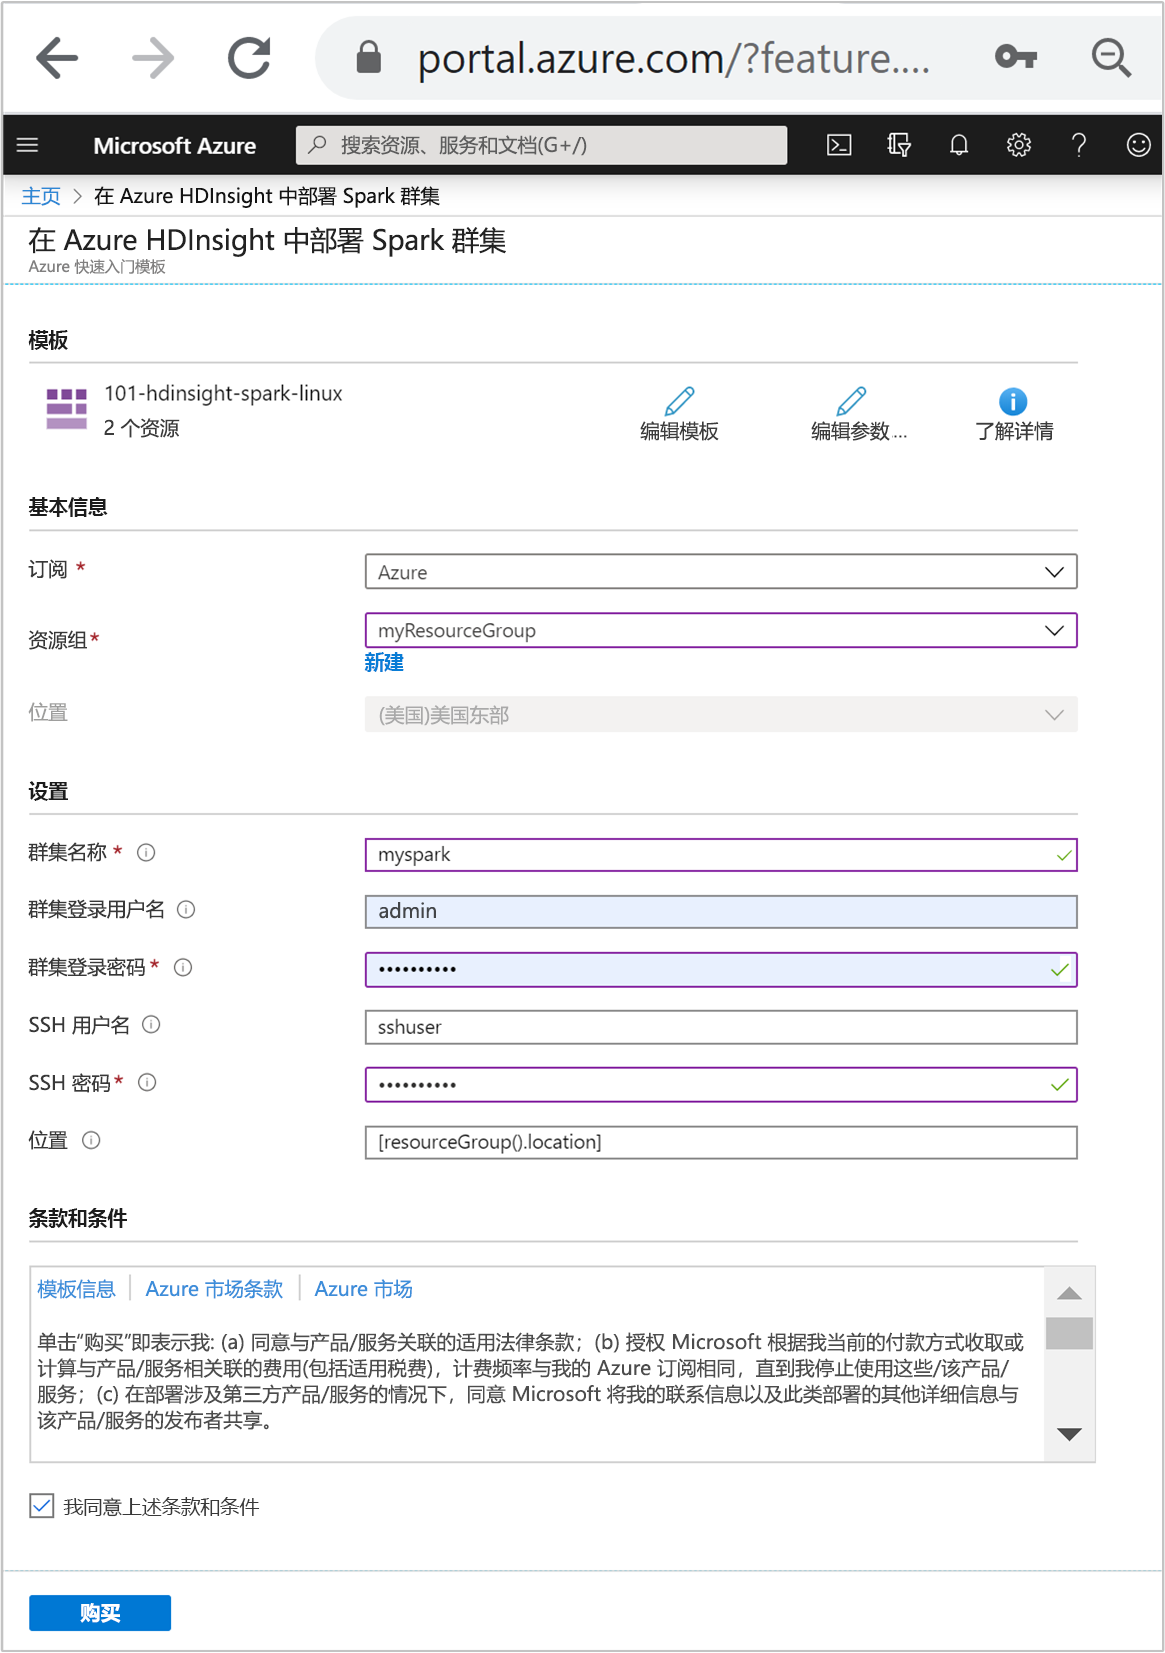 portal.azure.com/?feature....
Microsoft Azure
搜索资源、服务和文档(G+/)
主页 > 在 Azure HDInsight 中部署 Spark 群集
在 Azure HDInsight 中部署 Spark 群集
Azure 快速入门模板
模板
101-hdinsight-spark-linux
2 个资源
编辑模板
编辑参数...
了解详情
基本信息
订阅 *
Azure
资源组*
myResourceGroup
新建
位置
(美国)美国东部
设置
群集名称 *
myspark
群集登录用户名
admin
群集登录密码*
••••••••••
SSH 用户名
sshuser
SSH 密码*
••••••••••
位置
[resourceGroup().location]
条款和条件
模板信息 | Azure 市场条款 | Azure 市场
单击“购买”即表示我: (a) 同意与产品/服务关联的适用法律条款；(b) 授权 Microsoft 根据我当前的付款方式收取或
计算与产品/服务相关联的费用(包括适用税费)，计费频率与我的 Azure 订阅相同，直到我停止使用这些/该产品/
服务；(c) 在部署涉及第三方产品/服务的情况下，同意 Microsoft 将我的联系信息以及此类部署的其他详细信息与
该产品/服务的发布者共享。
我同意上述条款和条件
购买